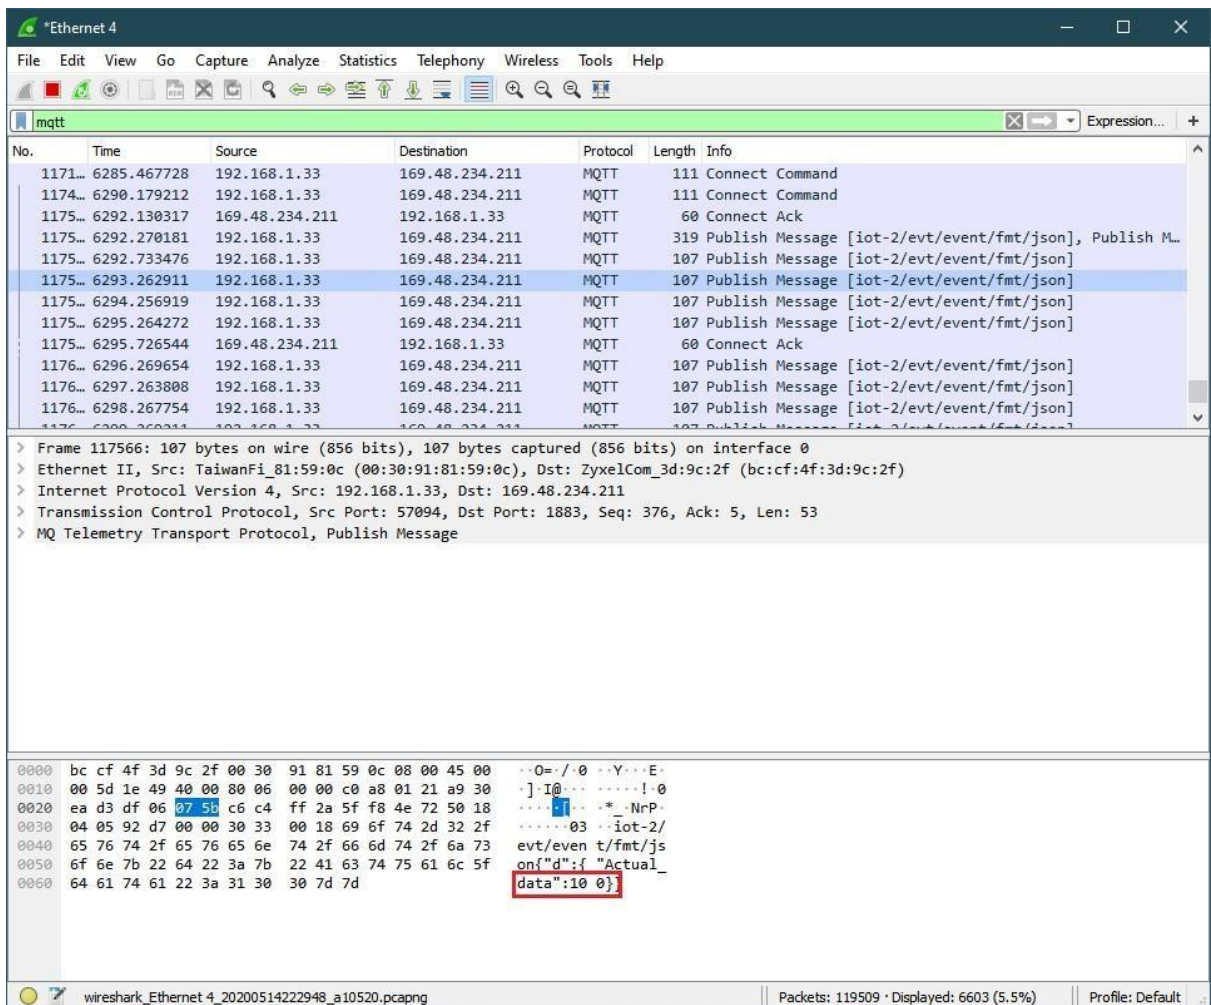 *Ethernet 4
File Edit View Go Capture Analyze Statistics Telephony Wireless Tools Help
mqtt Expression... +
No. Time Source Destination Protocol Length Info
1171… 6285.467728 192.168.1.33 169.48.234.211 MQTT 111 Connect Command
1174… 6290.179212 192.168.1.33 169.48.234.211 MQTT 111 Connect Command
1175… 6292.130317 169.48.234.211 192.168.1.33 MQTT 60 Connect Ack
1175… 6292.270181 192.168.1.33 169.48.234.211 MQTT 319 Publish Message [iot-2/evt/event/fmt/json], Publish M…
1175… 6292.733476 192.168.1.33 169.48.234.211 MQTT 107 Publish Message [iot-2/evt/event/fmt/json]
1175… 6293.262911 192.168.1.33 169.48.234.211 MQTT 107 Publish Message [iot-2/evt/event/fmt/json]
1175… 6294.256919 192.168.1.33 169.48.234.211 MQTT 107 Publish Message [iot-2/evt/event/fmt/json]
1175… 6295.264272 192.168.1.33 169.48.234.211 MQTT 107 Publish Message [iot-2/evt/event/fmt/json]
1175… 6295.726544 169.48.234.211 192.168.1.33 MQTT 60 Connect Ack
1176… 6296.269654 192.168.1.33 169.48.234.211 MQTT 107 Publish Message [iot-2/evt/event/fmt/json]
1176… 6297.263808 192.168.1.33 169.48.234.211 MQTT 107 Publish Message [iot-2/evt/event/fmt/json]
1176… 6298.267754 192.168.1.33 169.48.234.211 MQTT 107 Publish Message [iot-2/evt/event/fmt/json]
> Frame 117566: 107 bytes on wire (856 bits), 107 bytes captured (856 bits) on interface 0
> Ethernet II, Src: TaiwanFi_81:59:0c (00:30:91:81:59:0c), Dst: ZyxelCom_3d:9c:2f (bc:cf:4f:3d:9c:2f)
> Internet Protocol Version 4, Src: 192.168.1.33, Dst: 169.48.234.211
> Transmission Control Protocol, Src Port: 57094, Dst Port: 1883, Seq: 376, Ack: 5, Len: 53
> MQ Telemetry Transport Protocol, Publish Message
0000 bc cf 4f 3d 9c 2f 00 30 91 81 59 0c 08 00 45 00 ··O=·/·0 ··Y···E·
0010 00 5d 1e 49 40 00 80 06 00 00 c0 a8 01 21 a9 30 ·]·I@··· ·····!·0
0020 ea d3 df 06 07 5b c6 c4 ff 2a 5f f8 4e 72 50 18 ·····[·· ·*_·NrP·
0030 04 05 92 d7 00 00 30 33 00 18 69 6f 74 2d 32 2f ······03 ··iot-2/
0040 65 76 74 2f 65 76 65 6e 74 2f 66 6d 74 2f 6a 73 evt/even t/fmt/js
0050 6f 6e 7b 22 64 22 3a 7b 22 41 63 74 75 61 6c 5f on{"d":{ "Actual_
0060 64 61 74 61 22 3a 31 30 30 7d 7d data":10 0}}
wireshark_Ethernet 4_20200514222948_a10520.pcapng Packets: 119509 · Displayed: 6603 (5.5%) Profile: Default